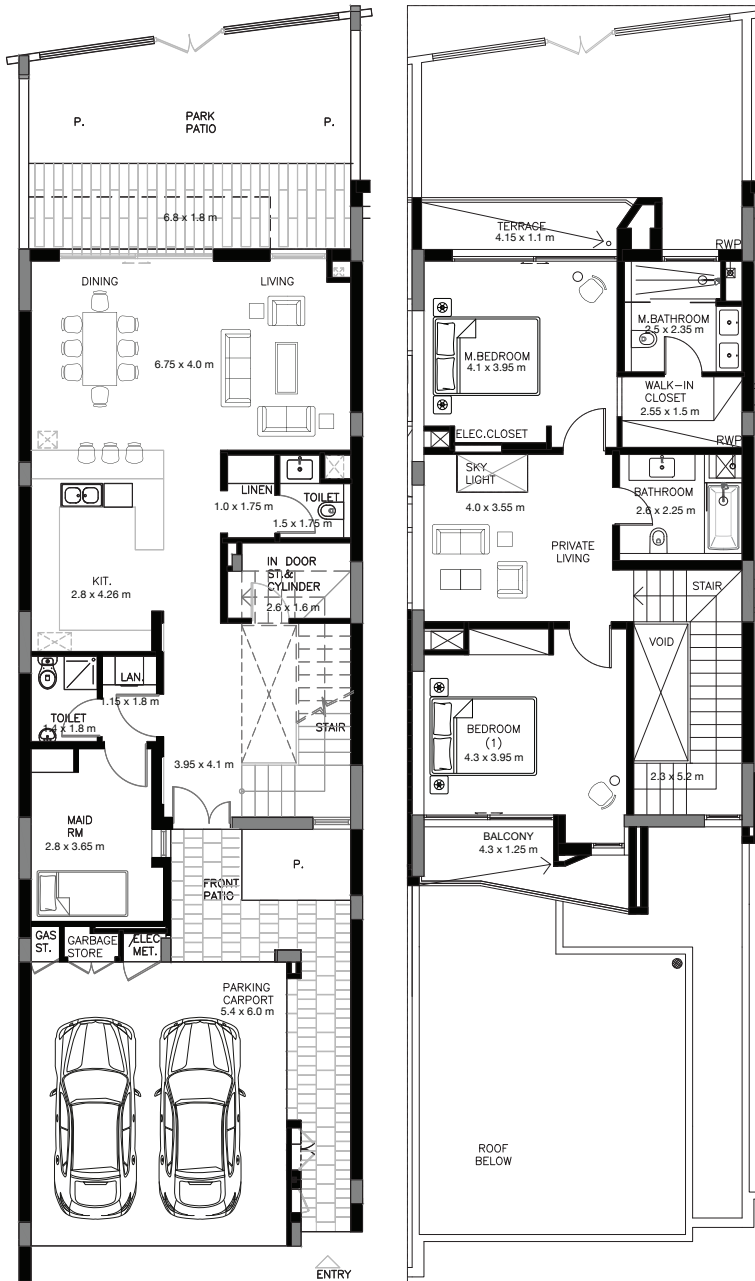 PARK
PATIO
P.
P.
6.8 x 1.8 m
DINING
LIVING
6.75 x 4.0 m
LINEN
1.0 x 1.75 m
TOILET
1.5 x 1.75 m
KIT.
2.8 x 4.26 m
IN DOOR
ST.&
CYLINDER
2.6 x 1.6 m
LAN.
1.15 x 1.8 m
TOILET
1.4 x 1.8 m
STAIR
3.95 x 4.1 m
MAID
RM
2.8 x 3.65 m
P.
FRONT
PATIO
GAS
ST.
GARBAGE
STORE
ELEC
MET.
PARKING
CARPORT
5.4 x 6.0 m
ENTRY
TERRACE
4.15 x 1.1 m
RWP
M.BATHROOM
2.5 x 2.35 m
M.BEDROOM
4.1 x 3.95 m
WALK-IN
CLOSET
2.55 x 1.5 m
ELEC.CLOSET
RWP
SKY
LIGHT
4.0 x 3.55 m
BATHROOM
2.6 x 2.25 m
PRIVATE
LIVING
STAIR
VOID
BEDROOM
(1)
4.3 x 3.95 m
2.3 x 5.2 m
BALCONY
4.3 x 1.25 m
ROOF
BELOW